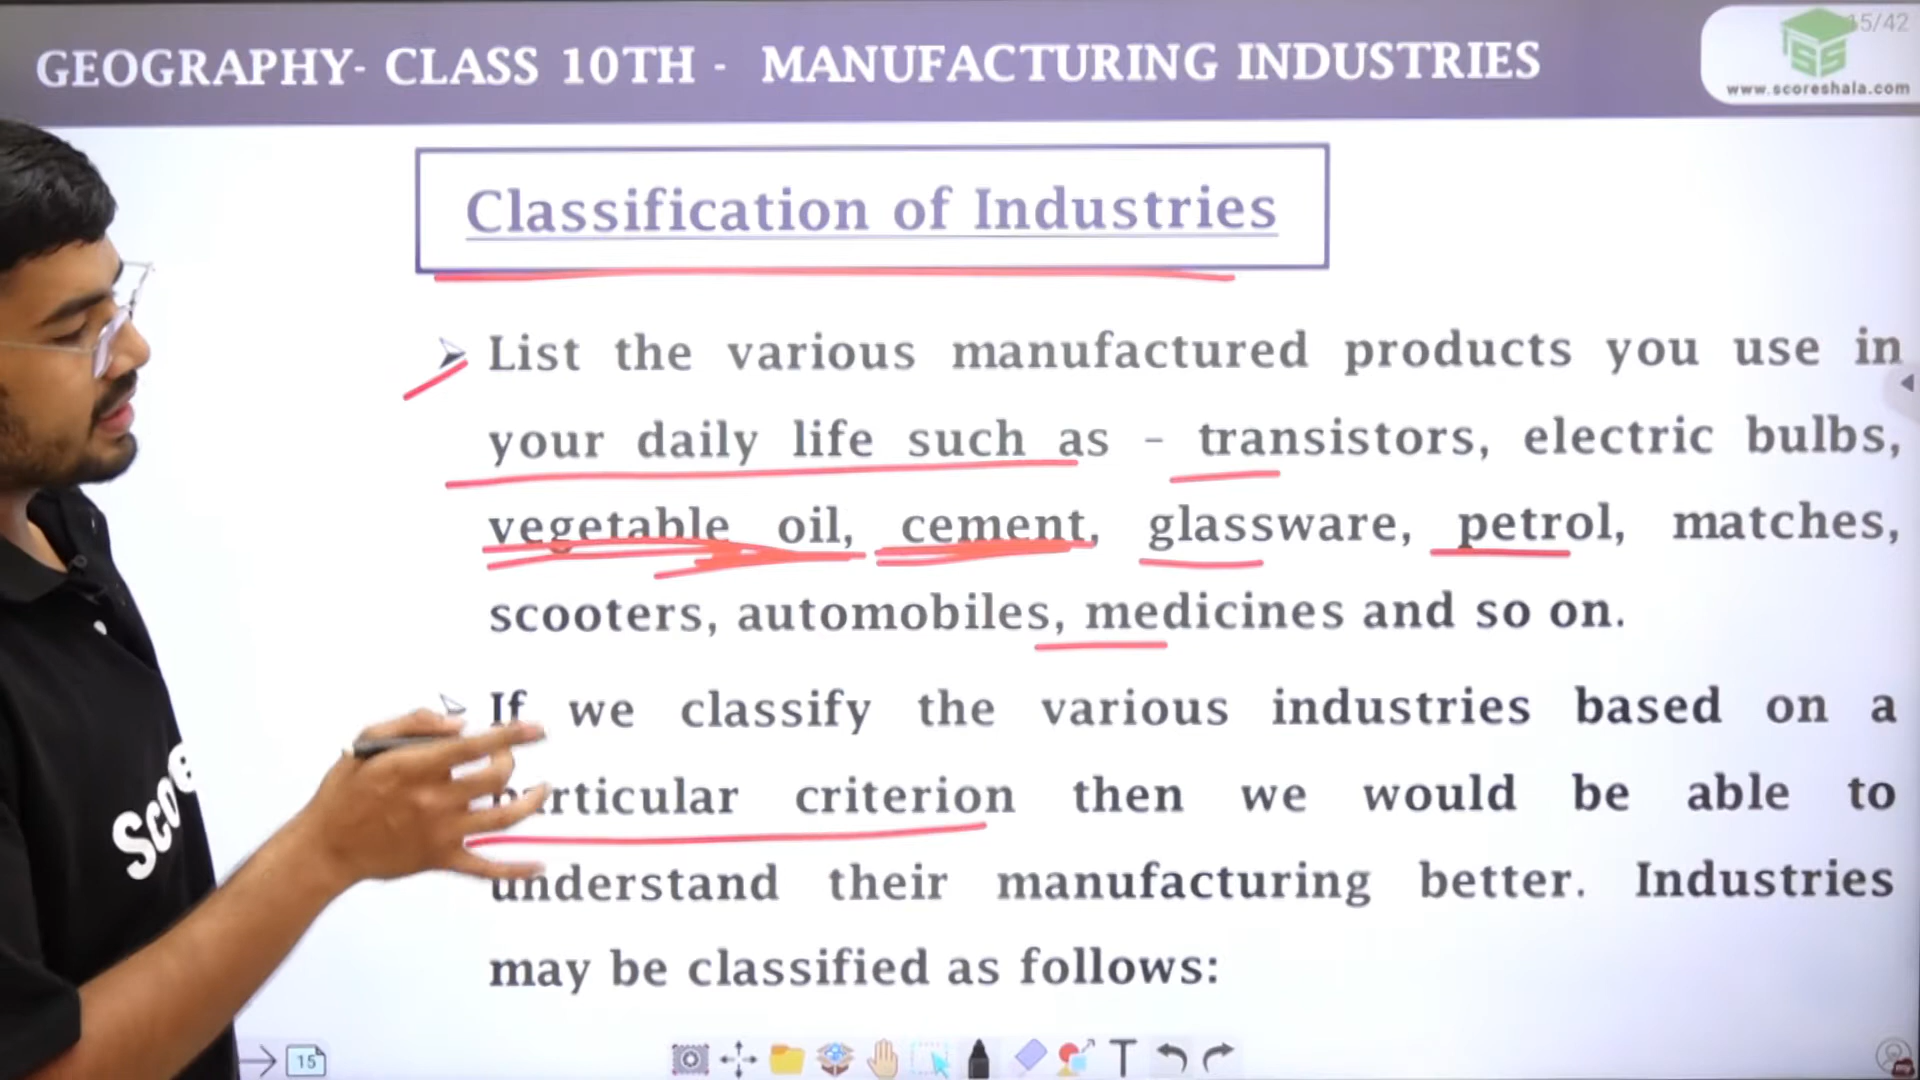 GEOGRAPHY- CLASS 10TH - MANUFACTURING INDUSTRIES
15/42
www.scoreshala.com
Classification of Industries
List the various manufactured products you use in
your daily life such as - transistors, electric bulbs,
vegetable oil, cement, glassware, petrol, matches,
scooters, automobiles, medicines and so on.
If we classify the various industries based on a
particular criterion then we would be able to
understand their manufacturing better. Industries
may be classified as follows:
Score
15
T